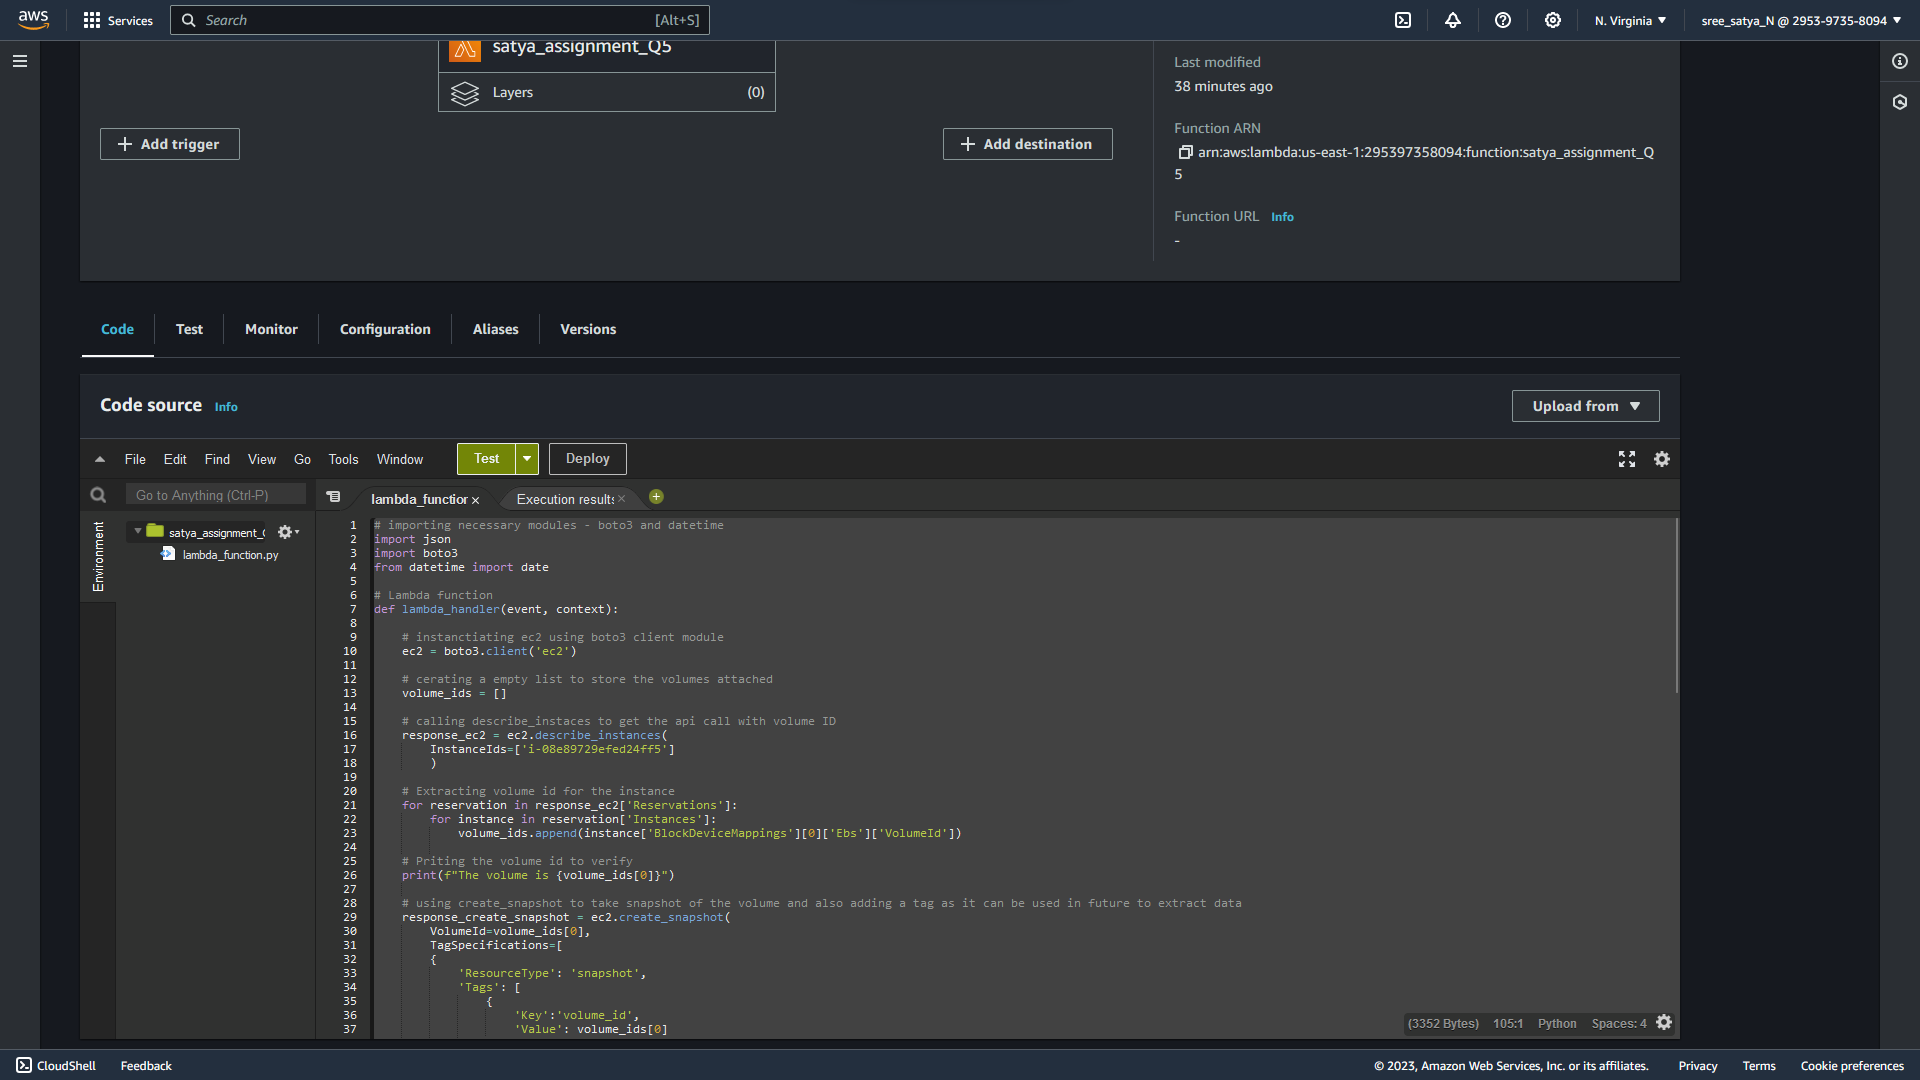 aws
Services
Search [Alt+S]
N. Virginia
sree_satya_N @ 2953-9735-8094
satya_assignment_Q5
Layers (0)
Add trigger
Add destination
Last modified
38 minutes ago
Function ARN
arn:aws:lambda:us-east-1:295397358094:function:satya_assignment_Q
5
Function URL Info
-
Code Test Monitor Configuration Aliases Versions
Code source Info
Upload from
File Edit Find View Go Tools Window Test Deploy
Go to Anything (Ctrl-P)
lambda_function × Execution results ×
Environment
satya_assignment_(
lambda_function.py
1 # importing necessary modules - boto3 and datetime
2 import json
3 import boto3
4 from datetime import date
5
6 # Lambda function
7 def lambda_handler(event, context):
8
9 # instanctiating ec2 using boto3 client module
10 ec2 = boto3.client('ec2')
11
12 # cerating a empty list to store the volumes attached
13 volume_ids = []
14
15 # calling describe_instaces to get the api call with volume ID
16 response_ec2 = ec2.describe_instances(
17 InstanceIds=['i-08e89729efed24ff5']
18 )
19
20 # Extracting volume id for the instance
21 for reservation in response_ec2['Reservations']:
22 for instance in reservation['Instances']:
23 volume_ids.append(instance['BlockDeviceMappings'][0]['Ebs']['VolumeId'])
24
25 # Priting the volume id to verify
26 print(f"The volume is {volume_ids[0]}")
27
28 # using create_snapshot to take snapshot of the volume and also adding a tag as it can be used in future to extract data
29 response_create_snapshot = ec2.create_snapshot(
30 VolumeId=volume_ids[0],
31 TagSpecifications=[
32 {
33 'ResourceType': 'snapshot',
34 'Tags': [
35 {
36 'Key':'volume_id',
37 'Value': volume_ids[0]
(3352 Bytes) 105:1 Python Spaces: 4
CloudShell Feedback
© 2023, Amazon Web Services, Inc. or its affiliates. Privacy Terms Cookie preferences